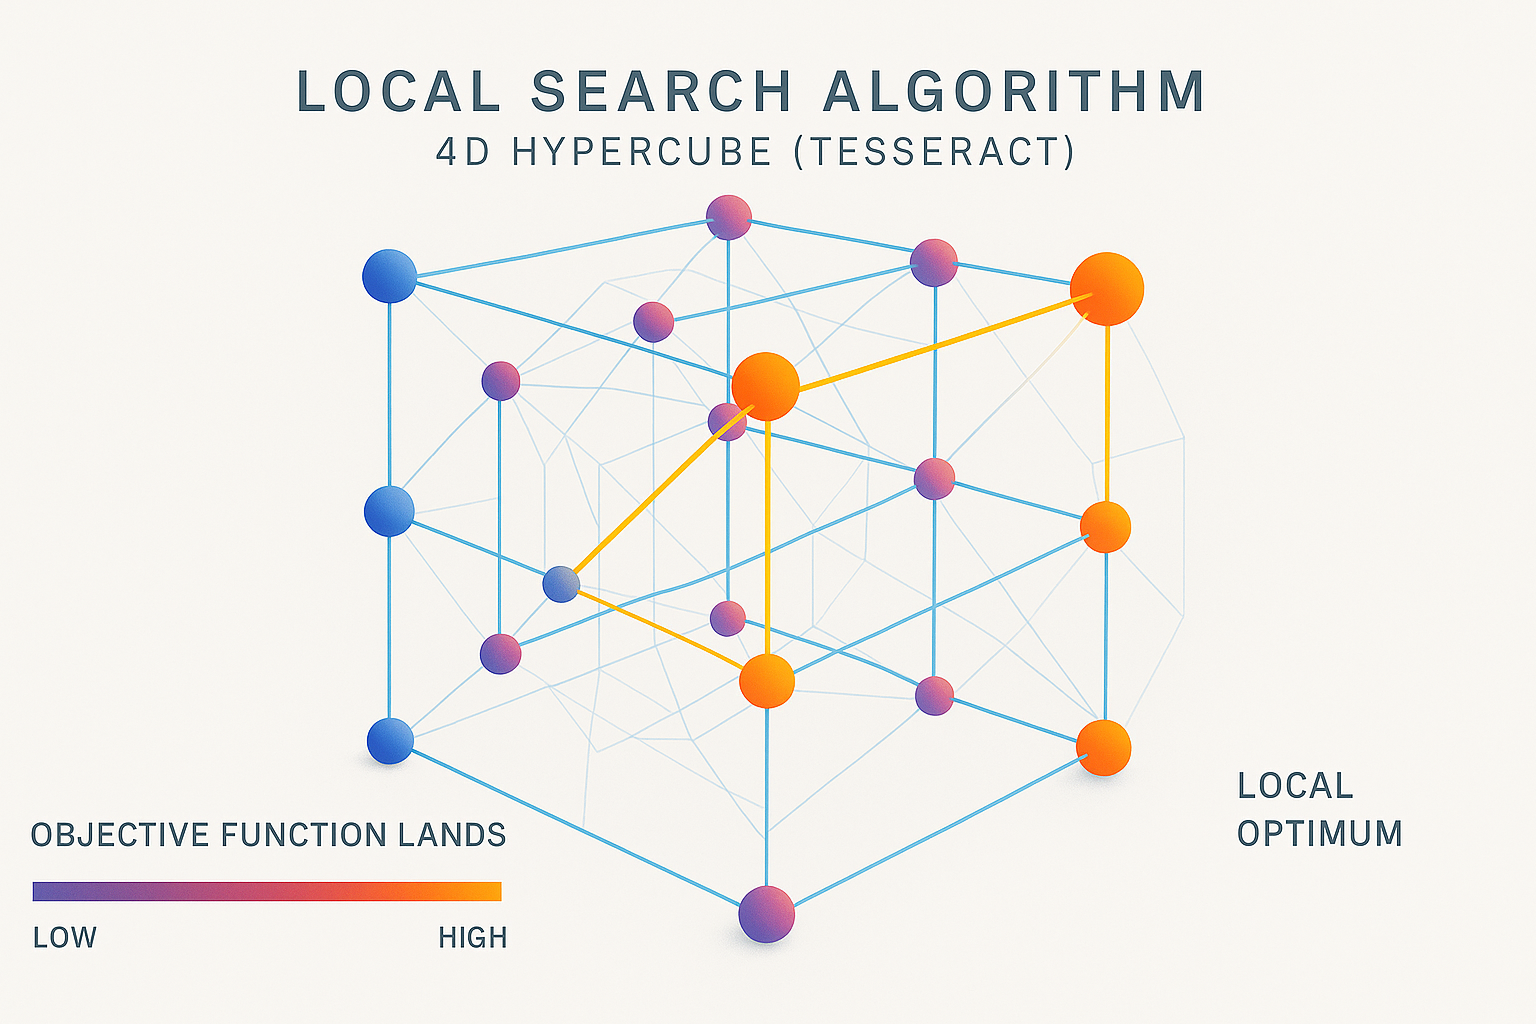 LOCAL SEARCH ALGORITHM
4D HYPERCUBE (TESSERACT)
LOCAL
OPTIMUM
OBJECTIVE FUNCTION LANDS
LOW HIGH